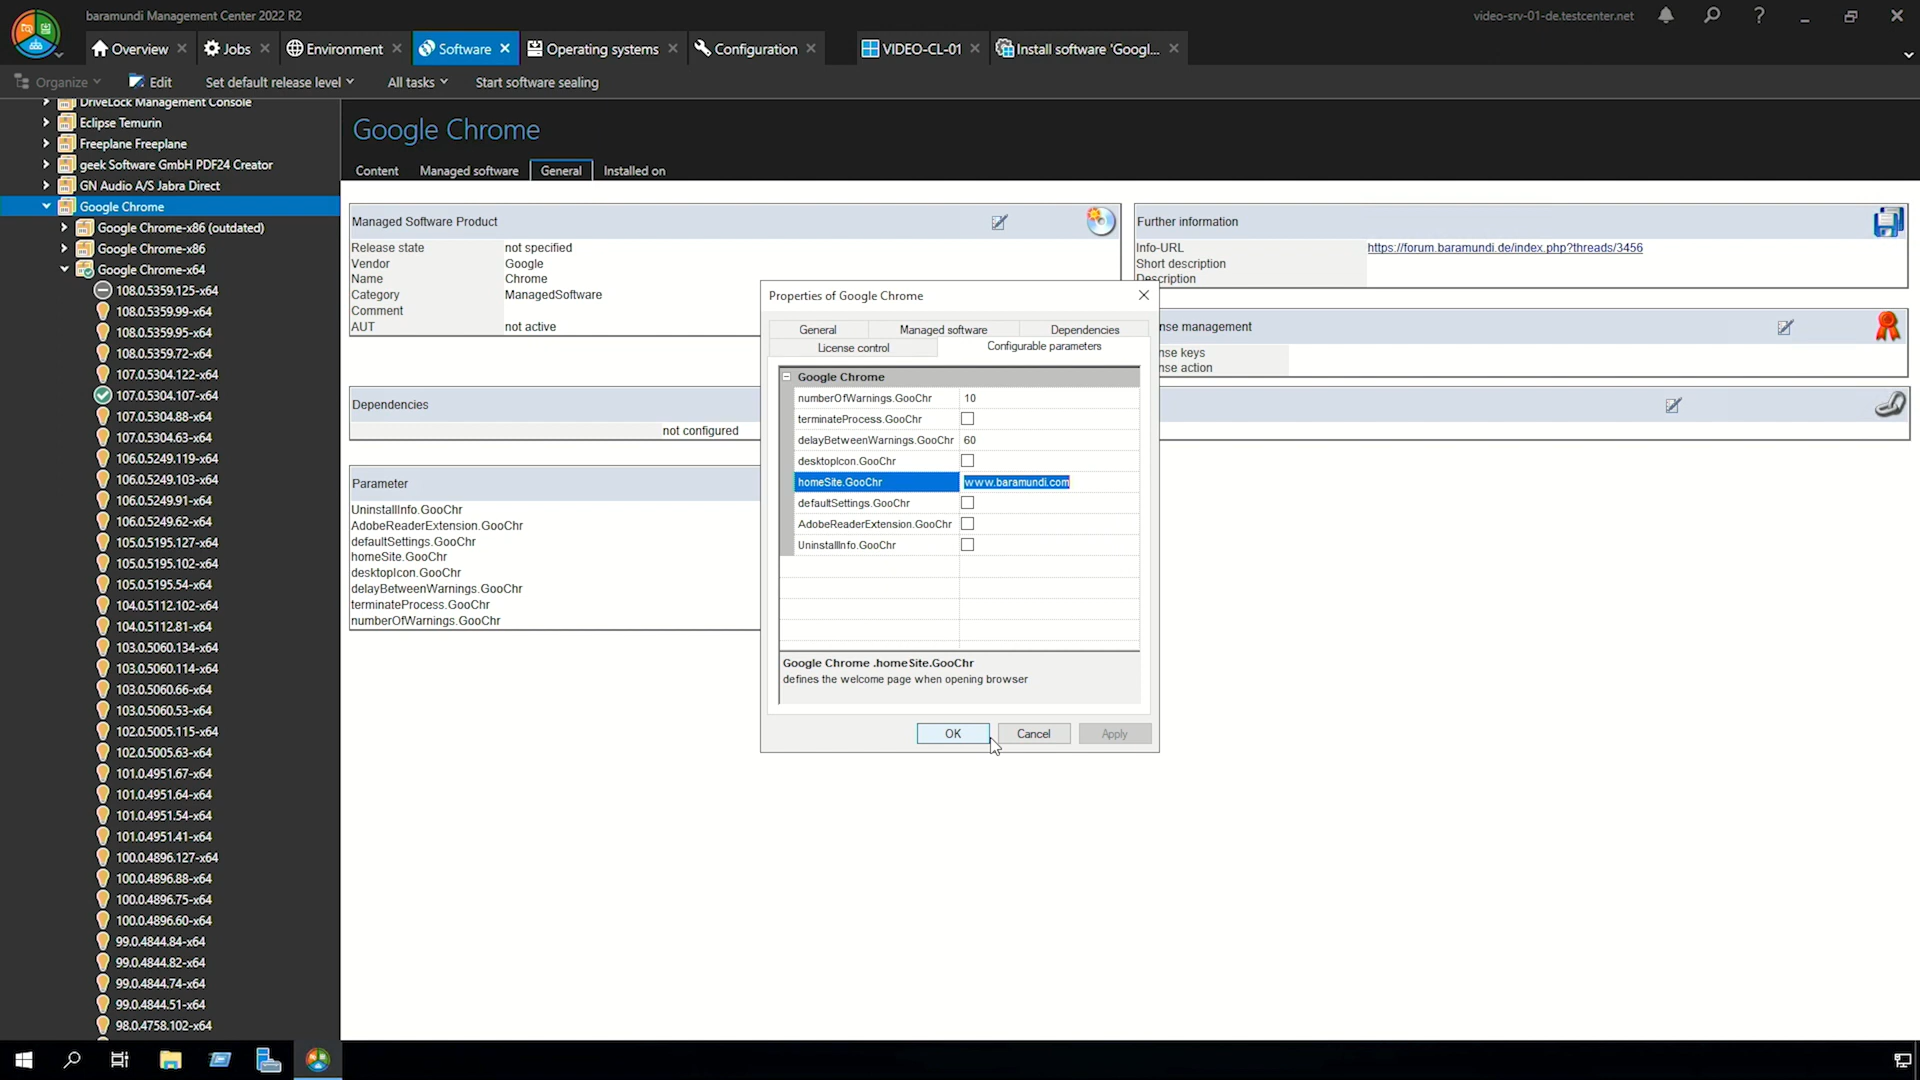 baramundi Management Center 2022 R2
video-srv-01-de.testcenter.net
Overview
Jobs
Environment
Software
Operating systems
Configuration
VIDEO-CL-01
Install software 'Googl...
Organize
Edit
Set default release level
All tasks
Start software sealing
DriveLock Management Console
Eclipse Temurin
Freeplane Freeplane
geek Software GmbH PDF24 Creator
GN Audio A/S Jabra Direct
Google Chrome
Google Chrome-x86 (outdated)
Google Chrome-x86
Google Chrome-x64
108.0.5359.125-x64
108.0.5359.99-x64
108.0.5359.95-x64
108.0.5359.72-x64
107.0.5304.122-x64
107.0.5304.107-x64
107.0.5304.88-x64
107.0.5304.63-x64
106.0.5249.119-x64
106.0.5249.103-x64
106.0.5249.91-x64
106.0.5249.62-x64
105.0.5195.127-x64
105.0.5195.102-x64
105.0.5195.54-x64
104.0.5112.102-x64
104.0.5112.81-x64
103.0.5060.134-x64
103.0.5060.114-x64
103.0.5060.66-x64
103.0.5060.53-x64
102.0.5005.115-x64
102.0.5005.63-x64
101.0.4951.67-x64
101.0.4951.64-x64
101.0.4951.54-x64
101.0.4951.41-x64
100.0.4896.127-x64
100.0.4896.88-x64
100.0.4896.75-x64
100.0.4896.60-x64
99.0.4844.84-x64
99.0.4844.82-x64
99.0.4844.74-x64
99.0.4844.51-x64
98.0.4758.102-x64
Google Chrome
Content
Managed software
General
Installed on
Managed Software Product
Release state not specified
Vendor Google
Name Chrome
Category ManagedSoftware
Comment
AUT not active
Dependencies
not configured
Parameter
UninstallInfo.GooChr
AdobeReaderExtension.GooChr
defaultSettings.GooChr
homeSite.GooChr
desktopIcon.GooChr
delayBetweenWarnings.GooChr
terminateProcess.GooChr
numberOfWarnings.GooChr
Further information
Info-URL https://forum.baramundi.de/index.php?threads/3456
Short description
Description
nse management
nse keys
nse action
Properties of Google Chrome
General
Managed software
Dependencies
License control
Configurable parameters
Google Chrome
numberOfWarnings.GooChr 10
terminateProcess.GooChr
delayBetweenWarnings.GooChr 60
desktopIcon.GooChr
homeSite.GooChr www.baramundi.com
defaultSettings.GooChr
AdobeReaderExtension.GooChr
UninstallInfo.GooChr
Google Chrome .homeSite.GooChr
defines the welcome page when opening browser
OK
Cancel
Apply